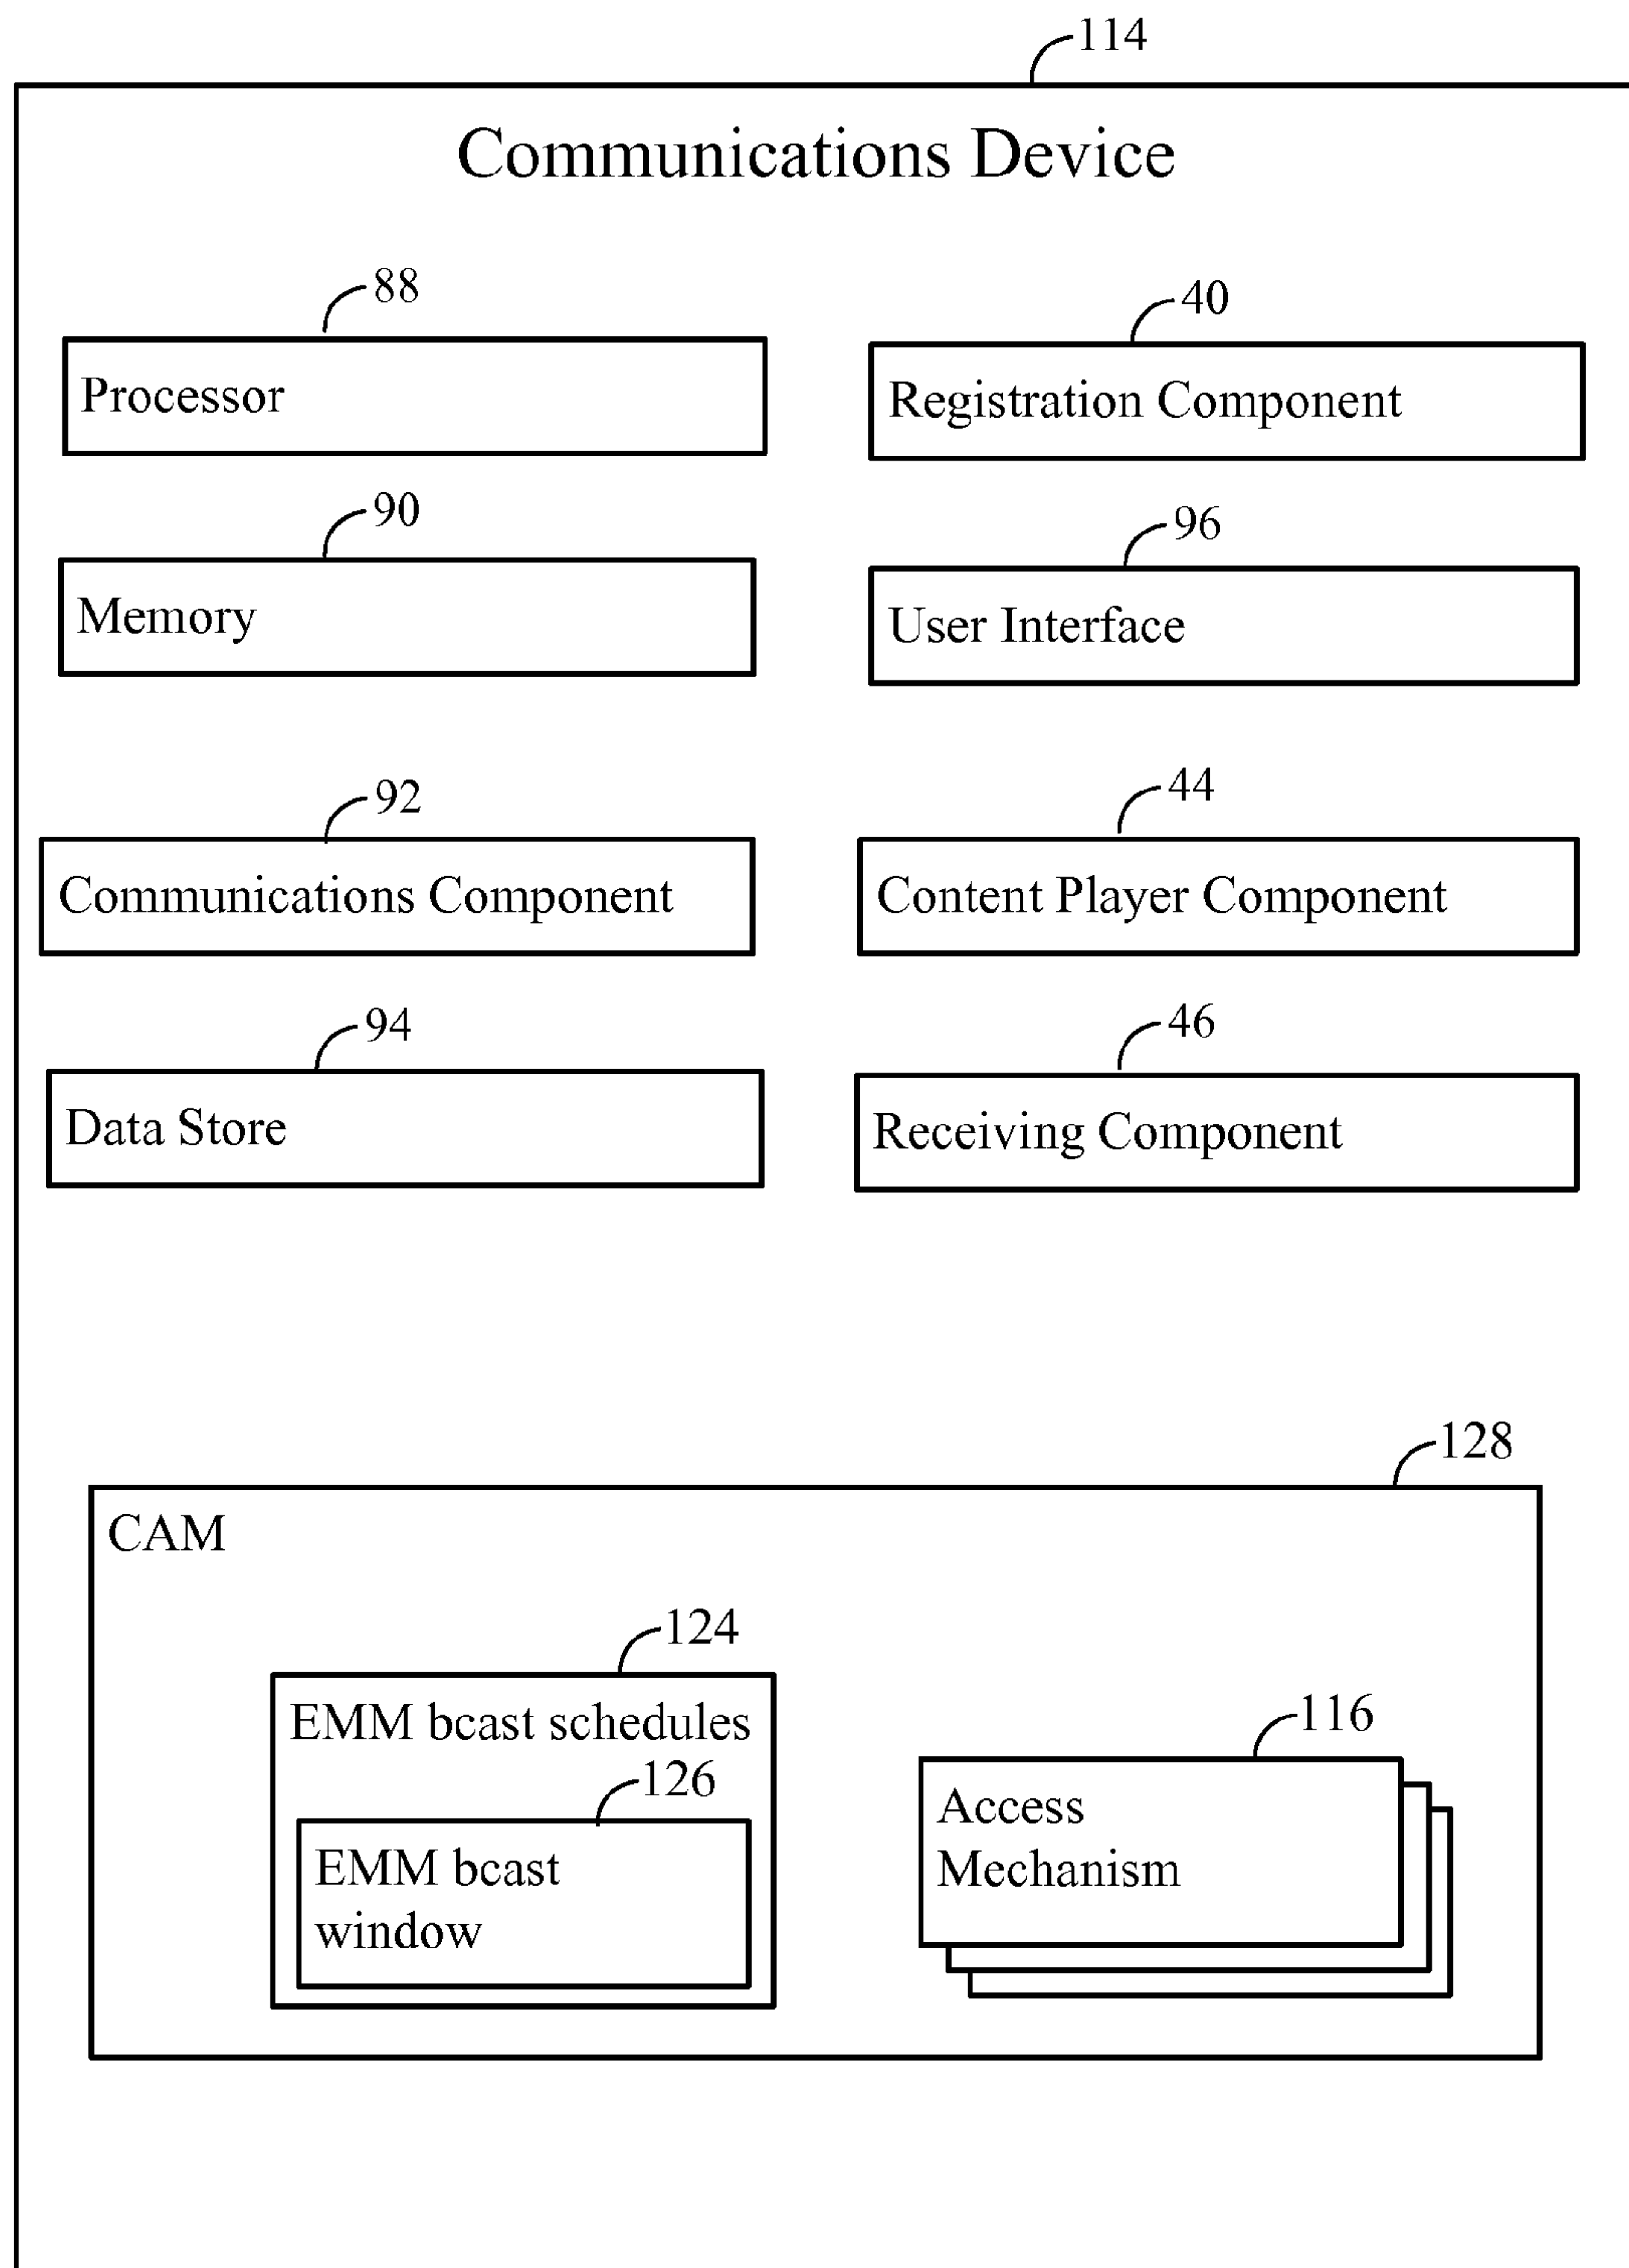 114
Communications Device
88
40
Processor
Registration Component
90
96
Memory
User Interface
92
44
Communications Component
Content Player Component
94
46
Data Store
Receiving Component
128
CAM
124
EMM bcast schedules
116
126
Access
Mechanism
EMM bcast
window